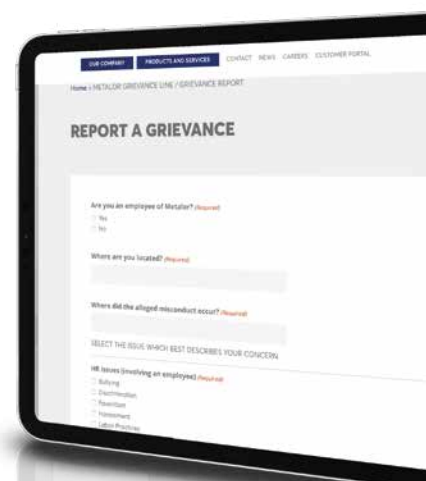 OUR COMPANY PRODUCTS AND SERVICES CONTACT NEWS CAREERS CUSTOMER PORTAL
Home » METALOR GRIEVANCE LINE / GRIEVANCE REPORT
REPORT A GRIEVANCE
Are you an employee of Metalor? (Required)
Yes
No
Where are you located? (Required)
Where did the alleged misconduct occur? (Required)
SELECT THE ISSUE WHICH BEST DESCRIBES YOUR CONCERN
HR issues (involving an employee) (Required)
Bullying
Discrimination
Favoritism
Harassment
Labor Practices